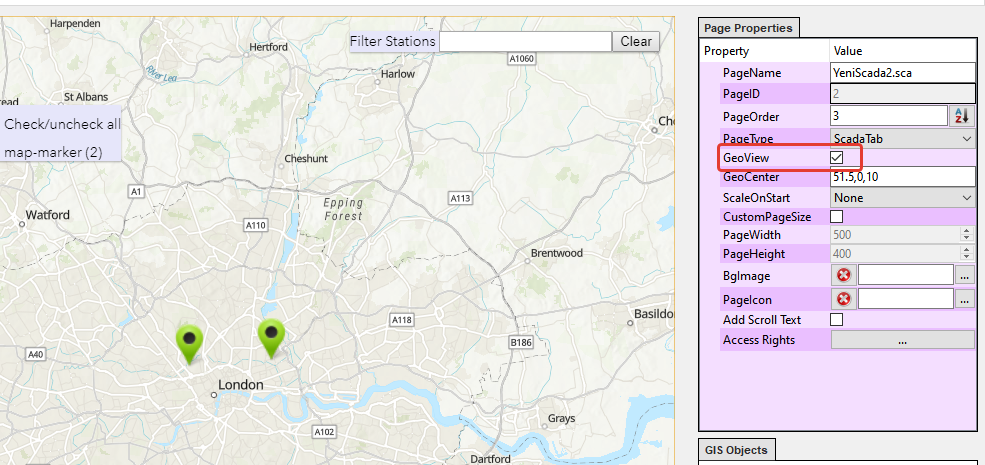 Harpenden
Hertford
River Lea
Filter Stations
Clear
A1060
Harlow
St Albans
Check/uncheck all
map-marker (2)
Che
Cheshunt
A1
A113
Epping
Forest
Watford
A110
Brentwood
A118
Basildo
B186
A40
London
Grays
A102
Dartford
Page Properties
Property Value
PageName YeniScada2.sca
PageID 2
PageOrder 3
A
Z
PageType ScadaTab
GeoView
GeoCenter 51.5,0,10
ScaleOnStart None
CustomPageSize
PageWidth 500
PageHeight 400
BgImage ...
PageIcon ...
Add Scroll Text
Access Rights ...
GIS Objects